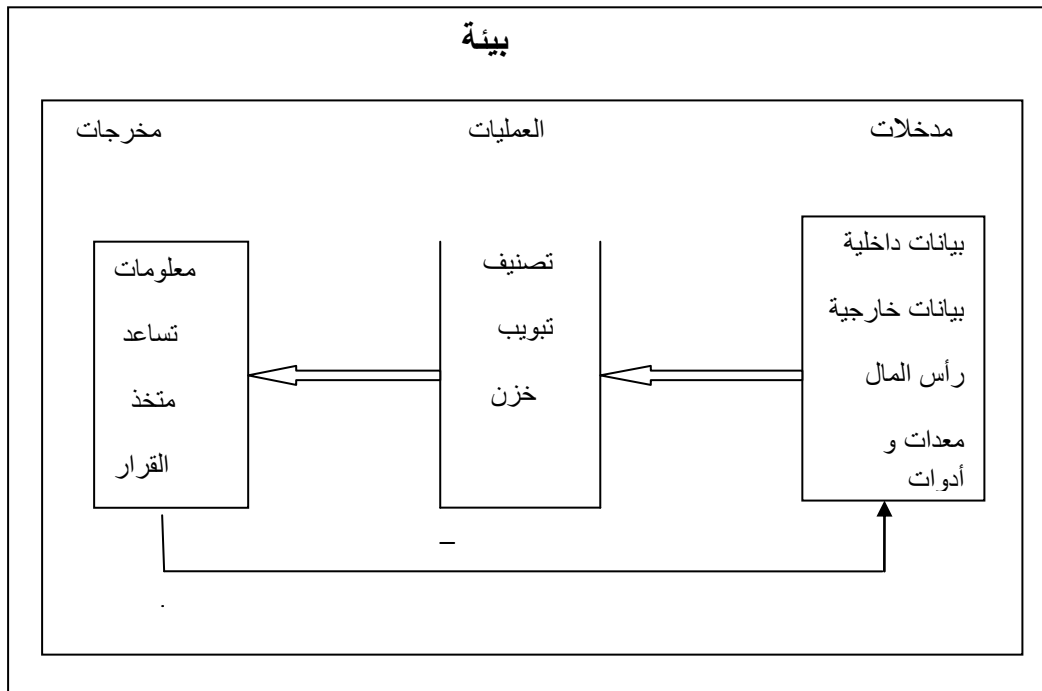 بيئة
مدخلات
العمليات
مخرجات
بيانات داخلية
بيانات خارجية
رأس المال
معدات و
أدوات
تصنيف
تبويب
خزن
معلومات
تساعد
متخذ
القرار